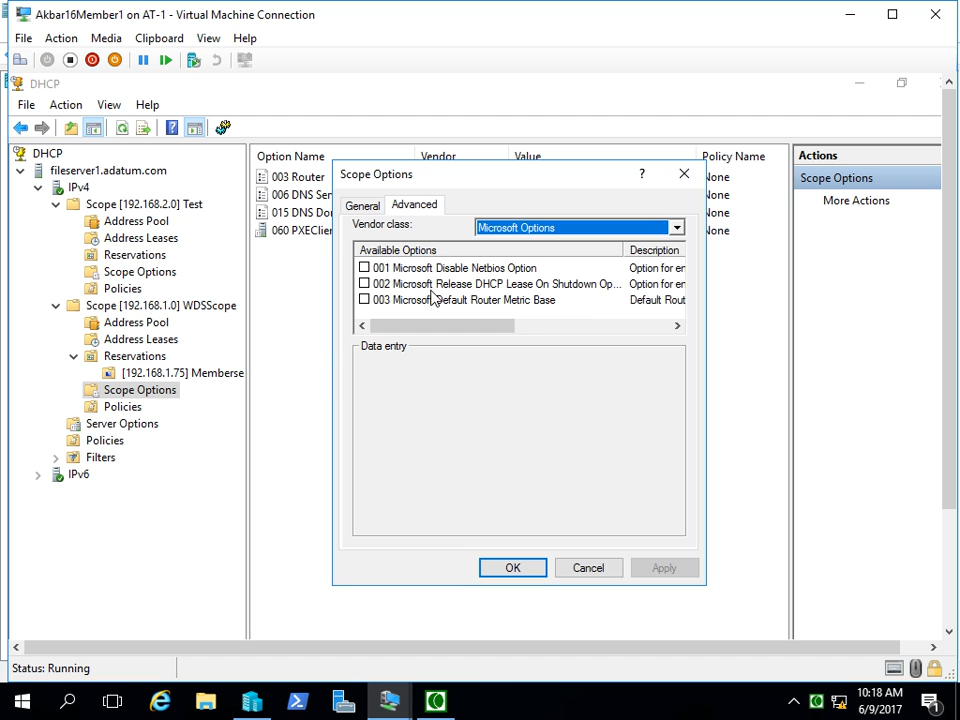 Akbar16Member1 on AT-1 - Virtual Machine Connection
File Action Media Clipboard View Help
DHCP
File Action View Help
DHCP
fileserver1.adatum.com
IPv4
Scope [192.168.2.0] Test
Address Pool
Address Leases
Reservations
Scope Options
Policies
Scope [192.168.1.0] WDSScope
Address Pool
Address Leases
Reservations
[192.168.1.75] Memberse
Scope Options
Policies
Server Options
Policies
Filters
IPv6
Option Name Vendor Value Policy Name
003 Router None
006 DNS Ser None
015 DNS Do None
060 PXEClie None
Scope Options
General Advanced
Vendor class: Microsoft Options
Available Options Description
001 Microsoft Disable Netbios Option Option for en
002 Microsoft Release DHCP Lease On Shutdown Op... Option for en
003 Microsoft Default Router Metric Base Default Rout
Data entry
OK Cancel Apply
Actions
Scope Options
More Actions
Status: Running
10:18 AM
6/9/2017
1